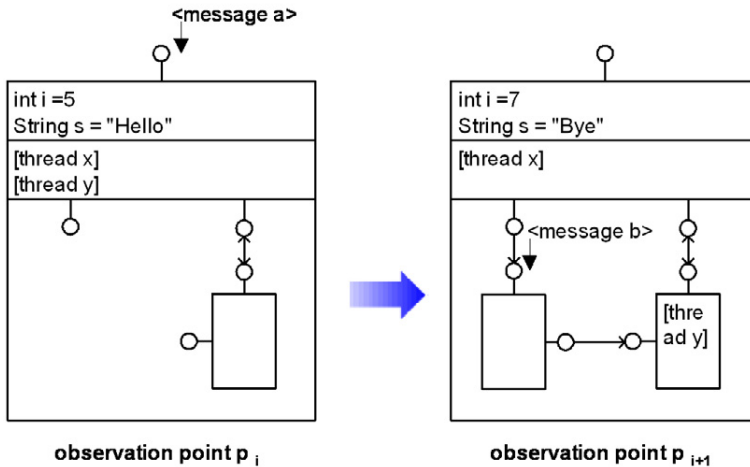 <message a>
int i =5
String s = "Hello"
[thread x]
[thread y]
observation point p i
int i =7
String s = "Bye"
[thread x]
<message b>
[thre
ad y]
observation point p i+1